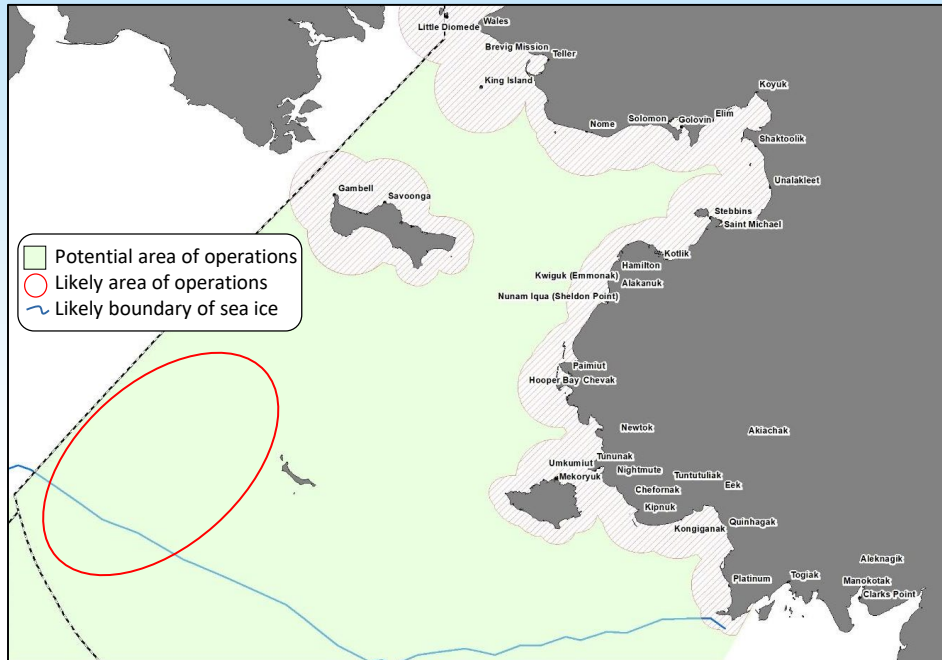 Little Diomede
Wales
Brevig Mission
Teller
King Island
Koyuk
Nome
Solomon
Golovin
Elim
Shaktoolik
Unalakleet
Gambell
Savoonga
Stebbins
Saint Michael
Kotlik
Hamilton
Kwiguk (Emmonak)
Alakanuk
Nunam Iqua (Sheldon Point)
Potential area of operations
Likely area of operations
Likely boundary of sea ice
Paimiut
Hooper Bay
Chevak
Newtok
Akiachak
Tununak
Umkumiut
Nightmute
Mekoryuk
Tuntutuliak
Eek
Chefornak
Kipnuk
Kongiganak
Quinhagak
Aleknagik
Platinum
Togiak
Manokotak
Clarks Point